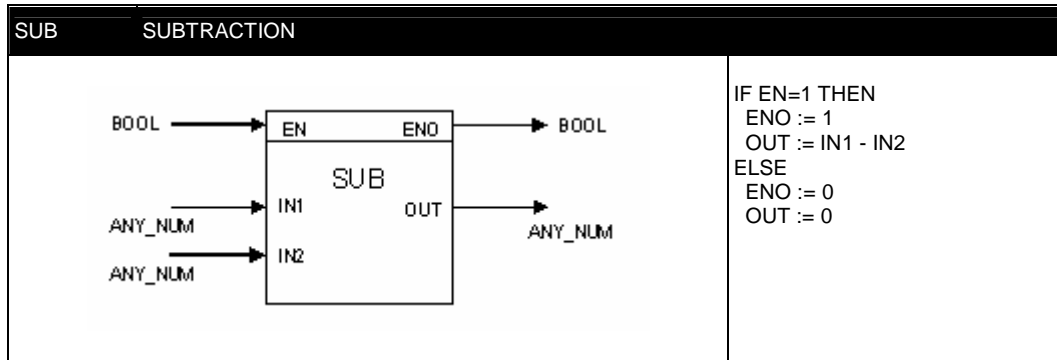 SUB SUBTRACTION
BOOL EN ENO BOOL
SUB
ANY_NUM IN1 OUT ANY_NUM
ANY_NUM IN2
IF EN=1 THEN
ENO := 1
OUT := IN1 - IN2
ELSE
ENO := 0
OUT := 0